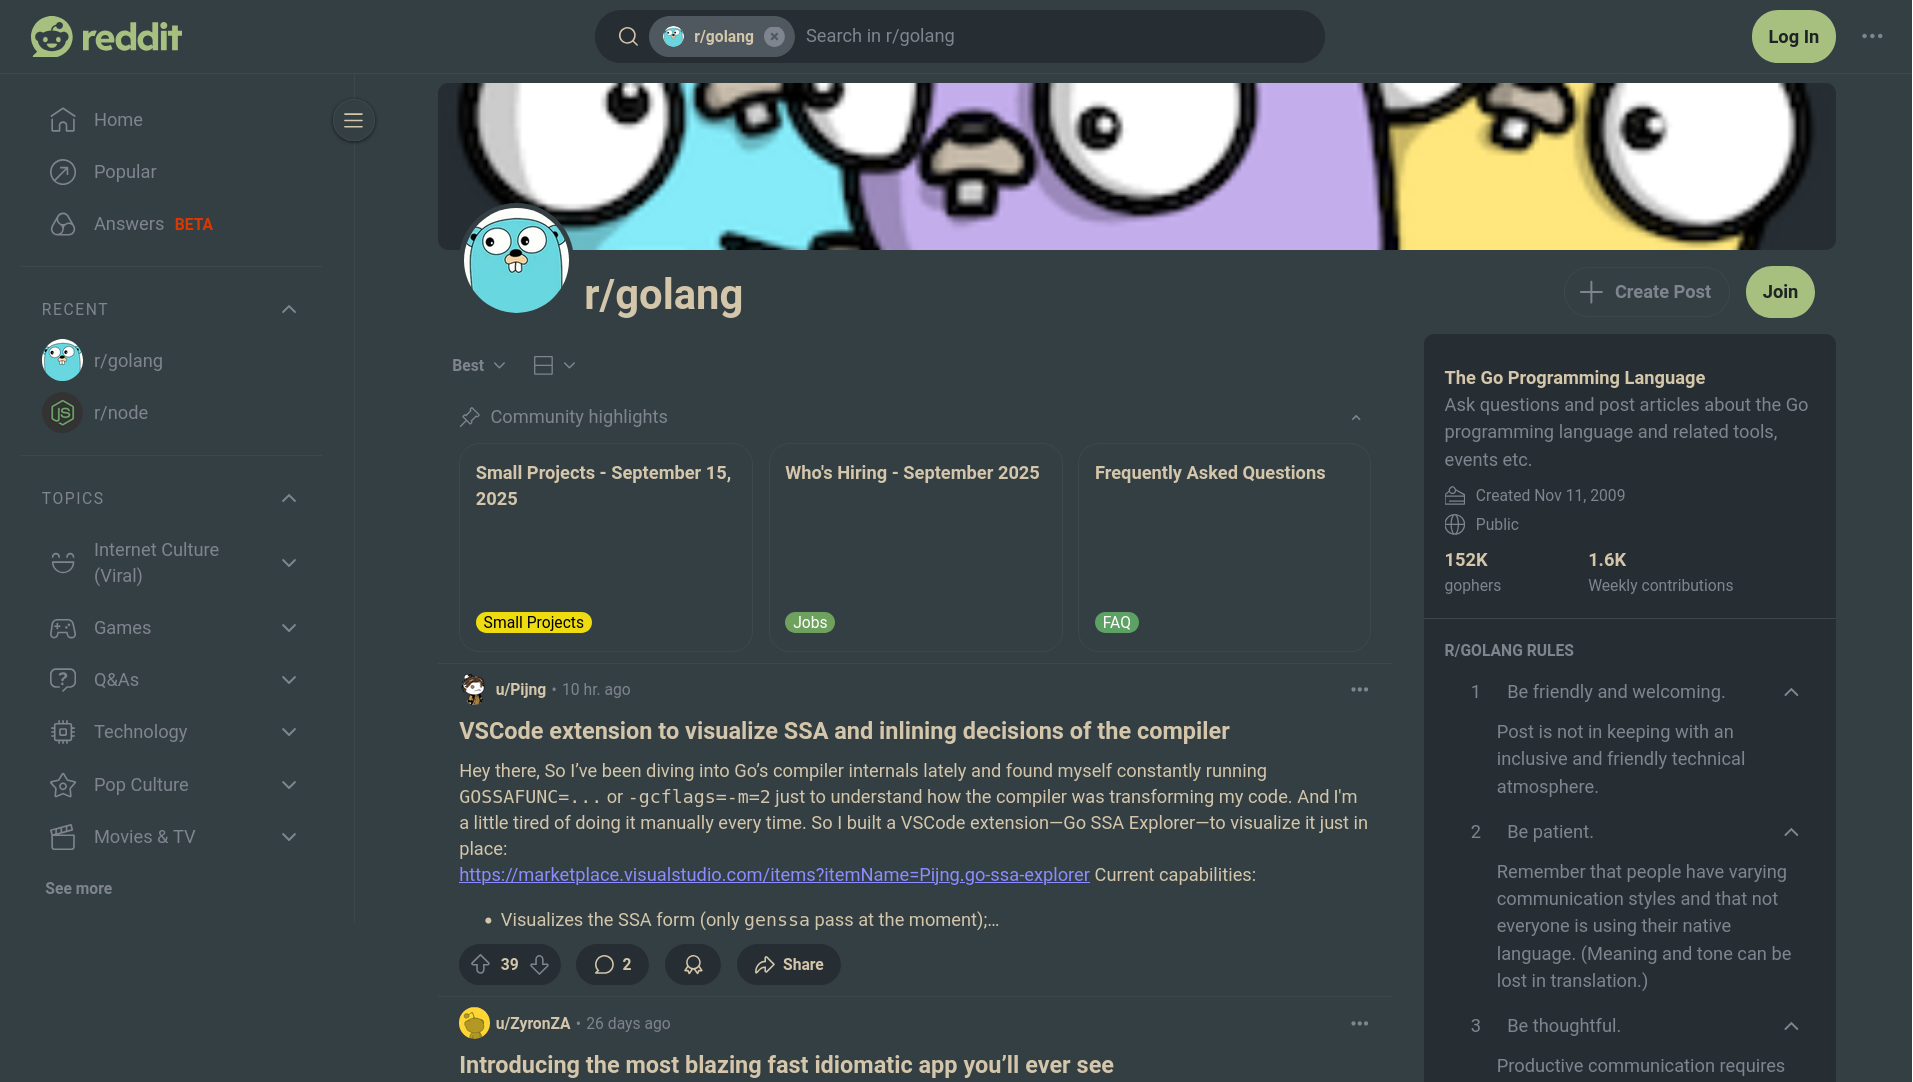 reddit
r/golang
Search in r/golang
Log In
Home
Popular
Answers BETA
RECENT
r/golang
r/node
TOPICS
Internet Culture
(Viral)
Games
Q&As
Technology
Pop Culture
Movies & TV
See more
r/golang
Create Post
Join
Best
Community highlights
Small Projects - September 15,
2025
Small Projects
Who's Hiring - September 2025
Jobs
Frequently Asked Questions
FAQ
u/Pijng • 10 hr. ago
VSCode extension to visualize SSA and inlining decisions of the compiler
Hey there, So I’ve been diving into Go’s compiler internals lately and found myself constantly running
GOSSAFUNC=... or -gcflags=-m=2 just to understand how the compiler was transforming my code. And I'm
a little tired of doing it manually every time. So I built a VSCode extension—Go SSA Explorer—to visualize it just in
place:
https://marketplace.visualstudio.com/items?itemName=Pijng.go-ssa-explorer Current capabilities:
• Visualizes the SSA form (only genssa pass at the moment);…
39
2
Share
u/ZyronZA • 26 days ago
Introducing the most blazing fast idiomatic app you’ll ever see
The Go Programming Language
Ask questions and post articles about the Go
programming language and related tools,
events etc.
Created Nov 11, 2009
Public
152K
gophers
1.6K
Weekly contributions
R/GOLANG RULES
1 Be friendly and welcoming.
Post is not in keeping with an
inclusive and friendly technical
atmosphere.
2 Be patient.
Remember that people have varying
communication styles and that not
everyone is using their native
language. (Meaning and tone can be
lost in translation.)
3 Be thoughtful.
Productive communication requires